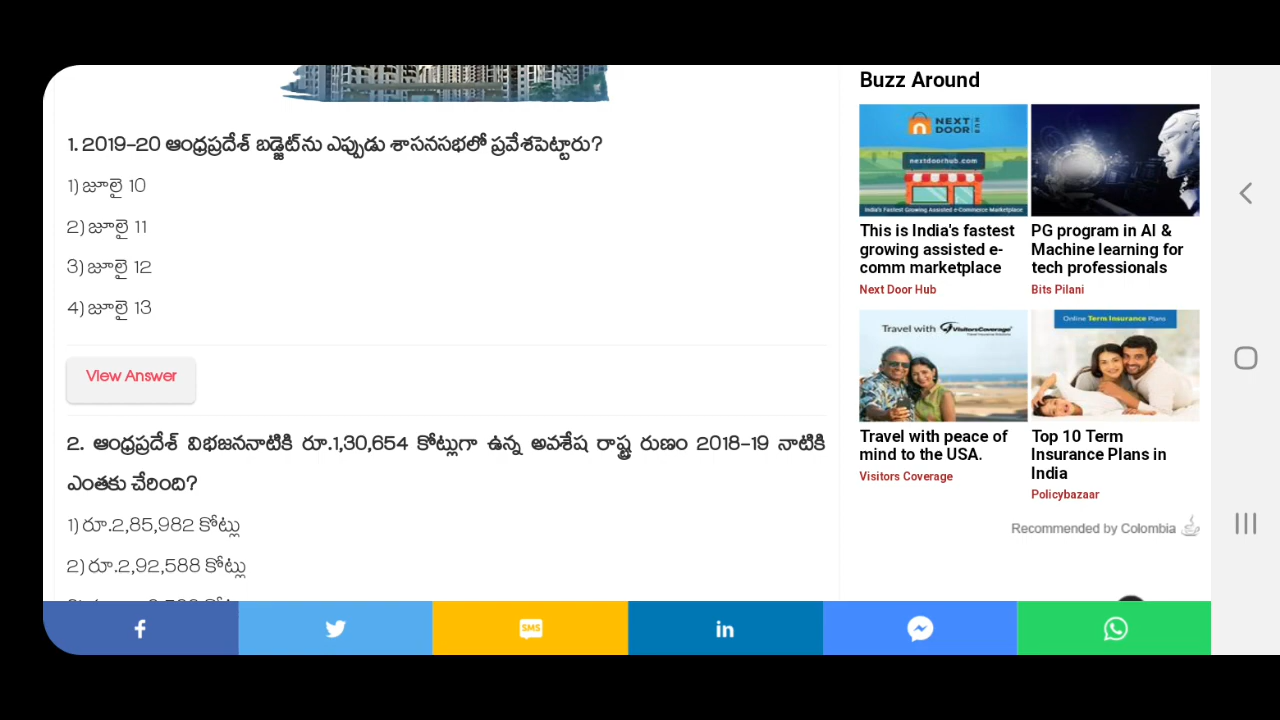 1. 2019-20 ఆంధ్రప్రదేశ్ బడ్జెట్‌ను ఎప్పుడు శాసనసభలో ప్రవేశపెట్టారు?
1) జూలై 10
2) జూలై 11
3) జూలై 12
4) జూలై 13
View Answer
2. ఆంధ్రప్రదేశ్ విభజననాటికి రూ.1,30,654 కోట్లుగా ఉన్న అవశేష రాష్ట్ర రుణం 2018-19 నాటికి
ఎంతకు చేరింది?
1) రూ.2,85,982 కోట్లు
2) రూ.2,92,588 కోట్లు
SMS
Buzz Around
NEXT
DOOR
HUB
nextdoorhub.com
India's Fastest Growing Assisted e-Commerce Marketplace
This is India's fastest
growing assisted e-
comm marketplace
Next Door Hub
PG program in AI &
Machine learning for
tech professionals
Bits Pilani
Travel with VisitorsCoverage
Travel with peace of
mind to the USA.
Visitors Coverage
Online Term Insurance Plans
Top 10 Term
Insurance Plans in
India
Policybazaar
Recommended by Colombia